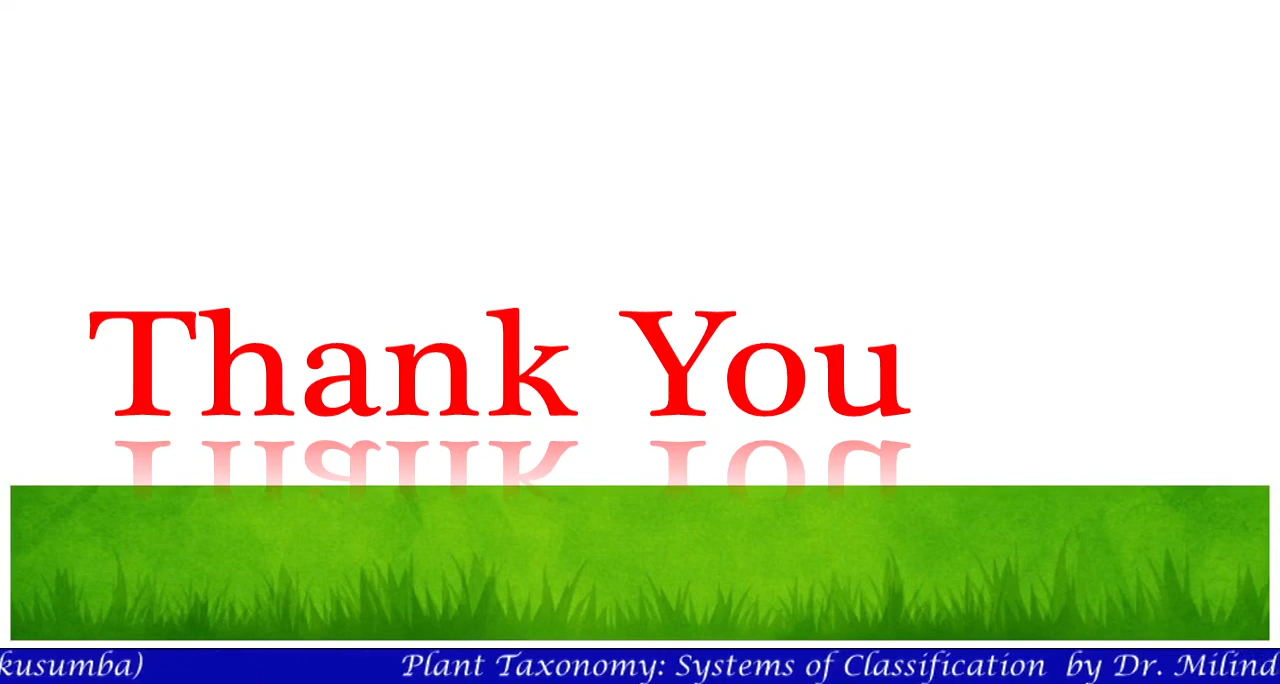 Thank You
kusumba) Plant Taxonomy: Systems of Classification by Dr. Milind